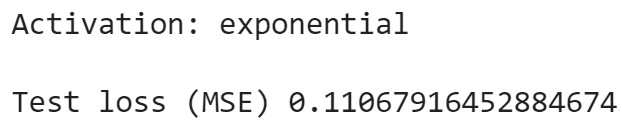 Activation: exponential
Test loss (MSE) 0.11067916452884674